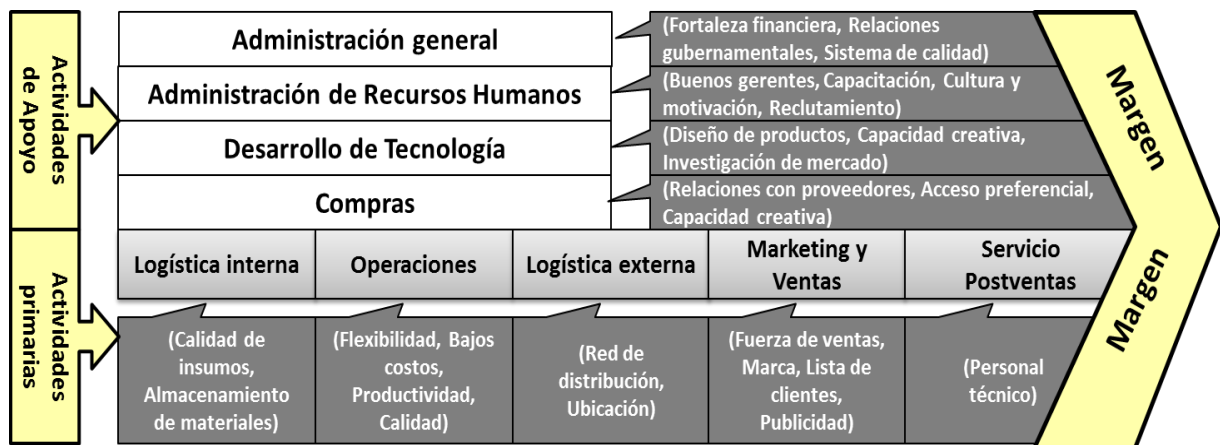 Actividades
de Apoyo
Administración general
(Fortaleza financiera, Relaciones
gubernamentales, Sistema de calidad)
Administración de Recursos Humanos
(Buenos gerentes, Capacitación, Cultura y
motivación, Reclutamiento)
Desarrollo de Tecnología
(Diseño de productos, Capacidad creativa,
Investigación de mercado)
Compras
(Relaciones con proveedores, Acceso preferencial,
Capacidad creativa)
Margen
Actividades
primarias
Logística interna
Operaciones
Logística externa
Marketing y
Ventas
Servicio
Postventas
(Calidad de
insumos,
Almacenamiento
de materiales)
(Flexibilidad, Bajos
costos,
Productividad,
Calidad)
(Red de
distribución,
Ubicación)
(Fuerza de ventas,
Marca, Lista de
clientes,
Publicidad)
(Personal
técnico)
Margen